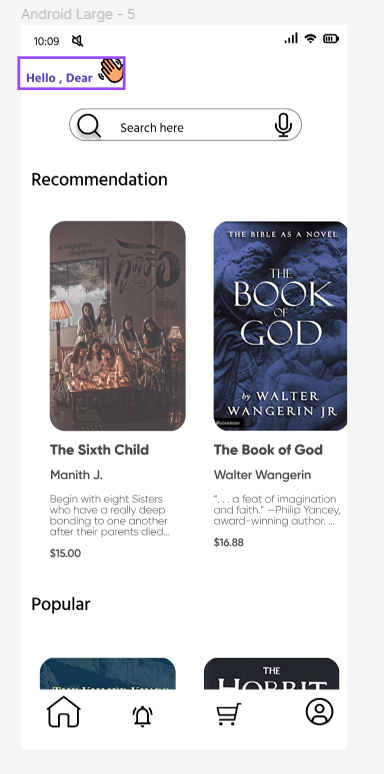 Android Large - 5
10:09
Hello , Dear
Search here
Recommendation
THE BIBLE AS A NOVEL
THE
BOOK
OF
GOD
by WALTER
WANGERIN JR
The Sixth Child
Manith J.
Begin with eight Sisters
who have a really deep
bonding to one another
after their parents died...
$15.00
The Book of God
Walter Wangerin
“. . . a feat of imagination
and faith.” —Philip Yancey,
award-winning author. ...
$16.88
Popular
THE
HOBBIT